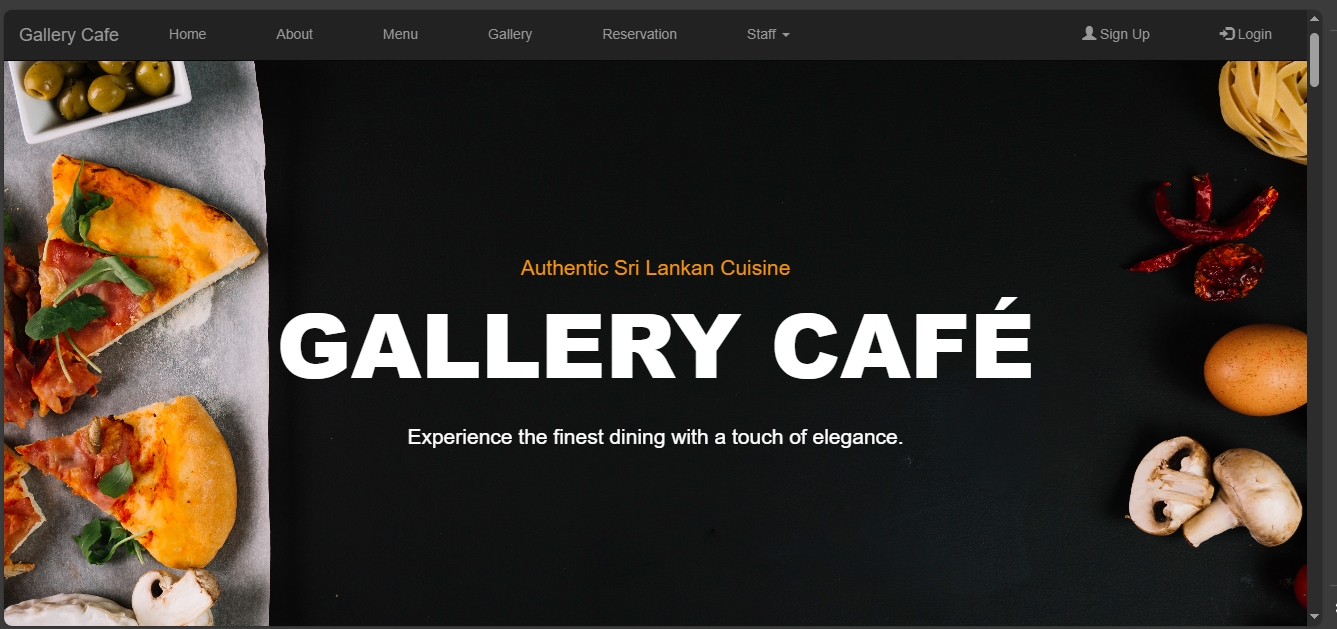 Gallery Cafe Home About Menu Gallery Reservation Staff Sign Up Login
Authentic Sri Lankan Cuisine
GALLERY CAFÉ
Experience the finest dining with a touch of elegance.